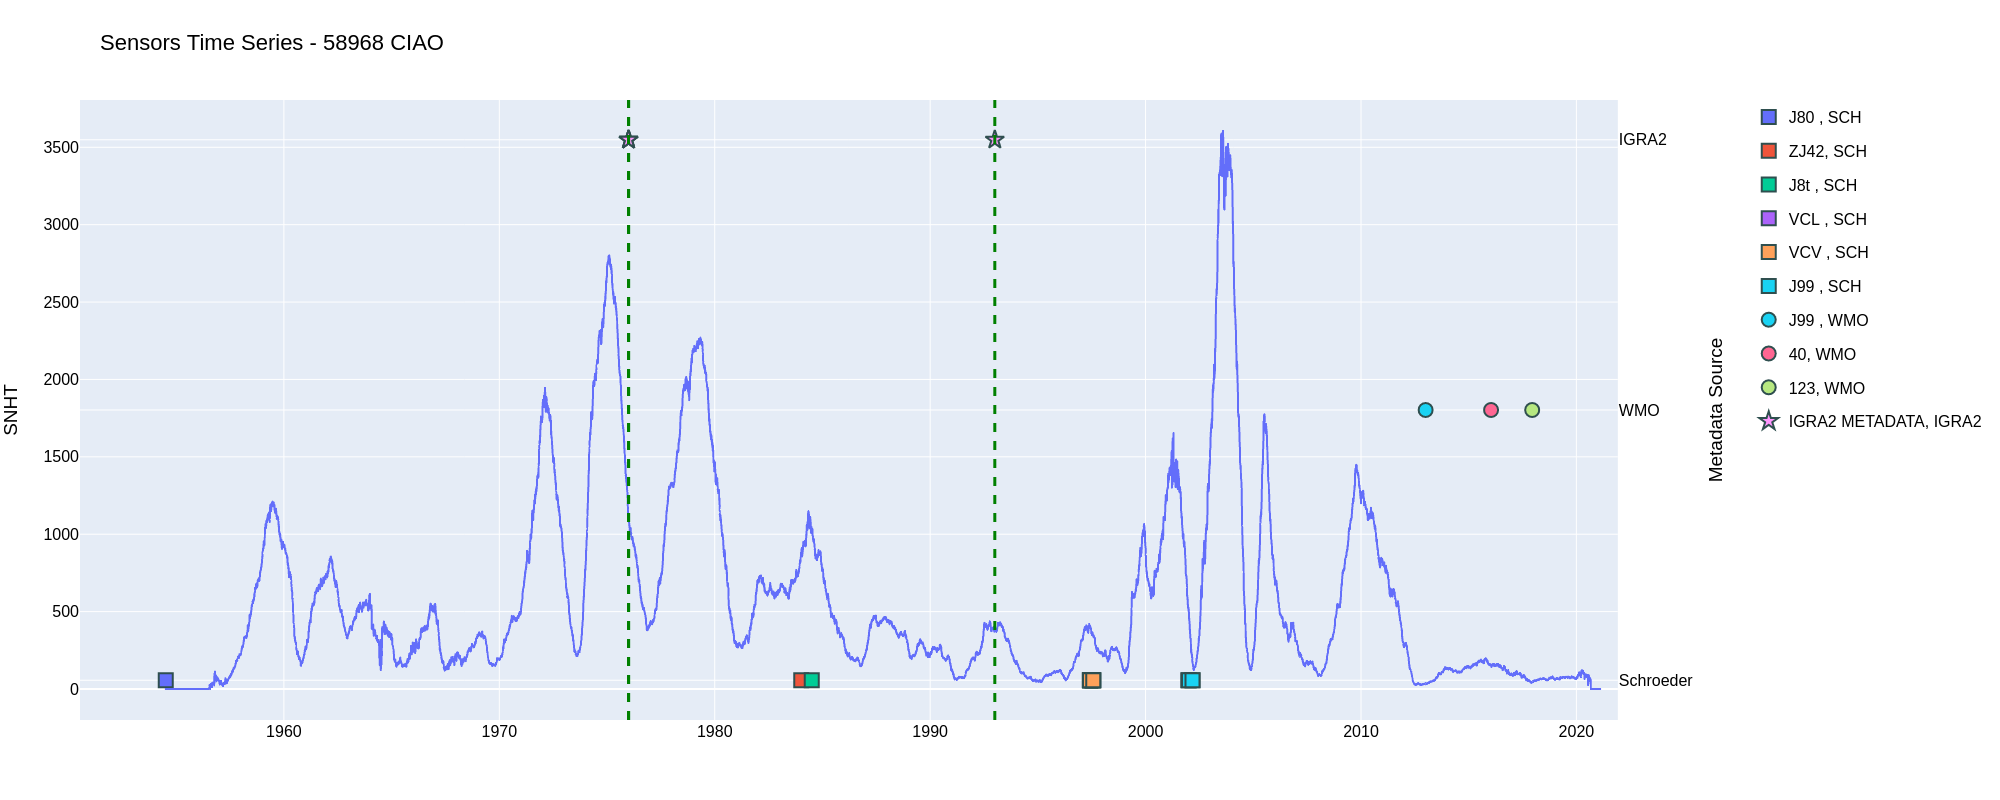 Sensors Time Series - 58968 CIAO
SNHT
3500
3000
2500
2000
1500
1000
500
0
1960
1970
1980
1990
2000
2010
2020
IGRA2
WMO
Schroeder
Metadata Source
J80 , SCH
ZJ42, SCH
J8t , SCH
VCL , SCH
VCV , SCH
J99 , SCH
J99 , WMO
40, WMO
123, WMO
IGRA2 METADATA, IGRA2